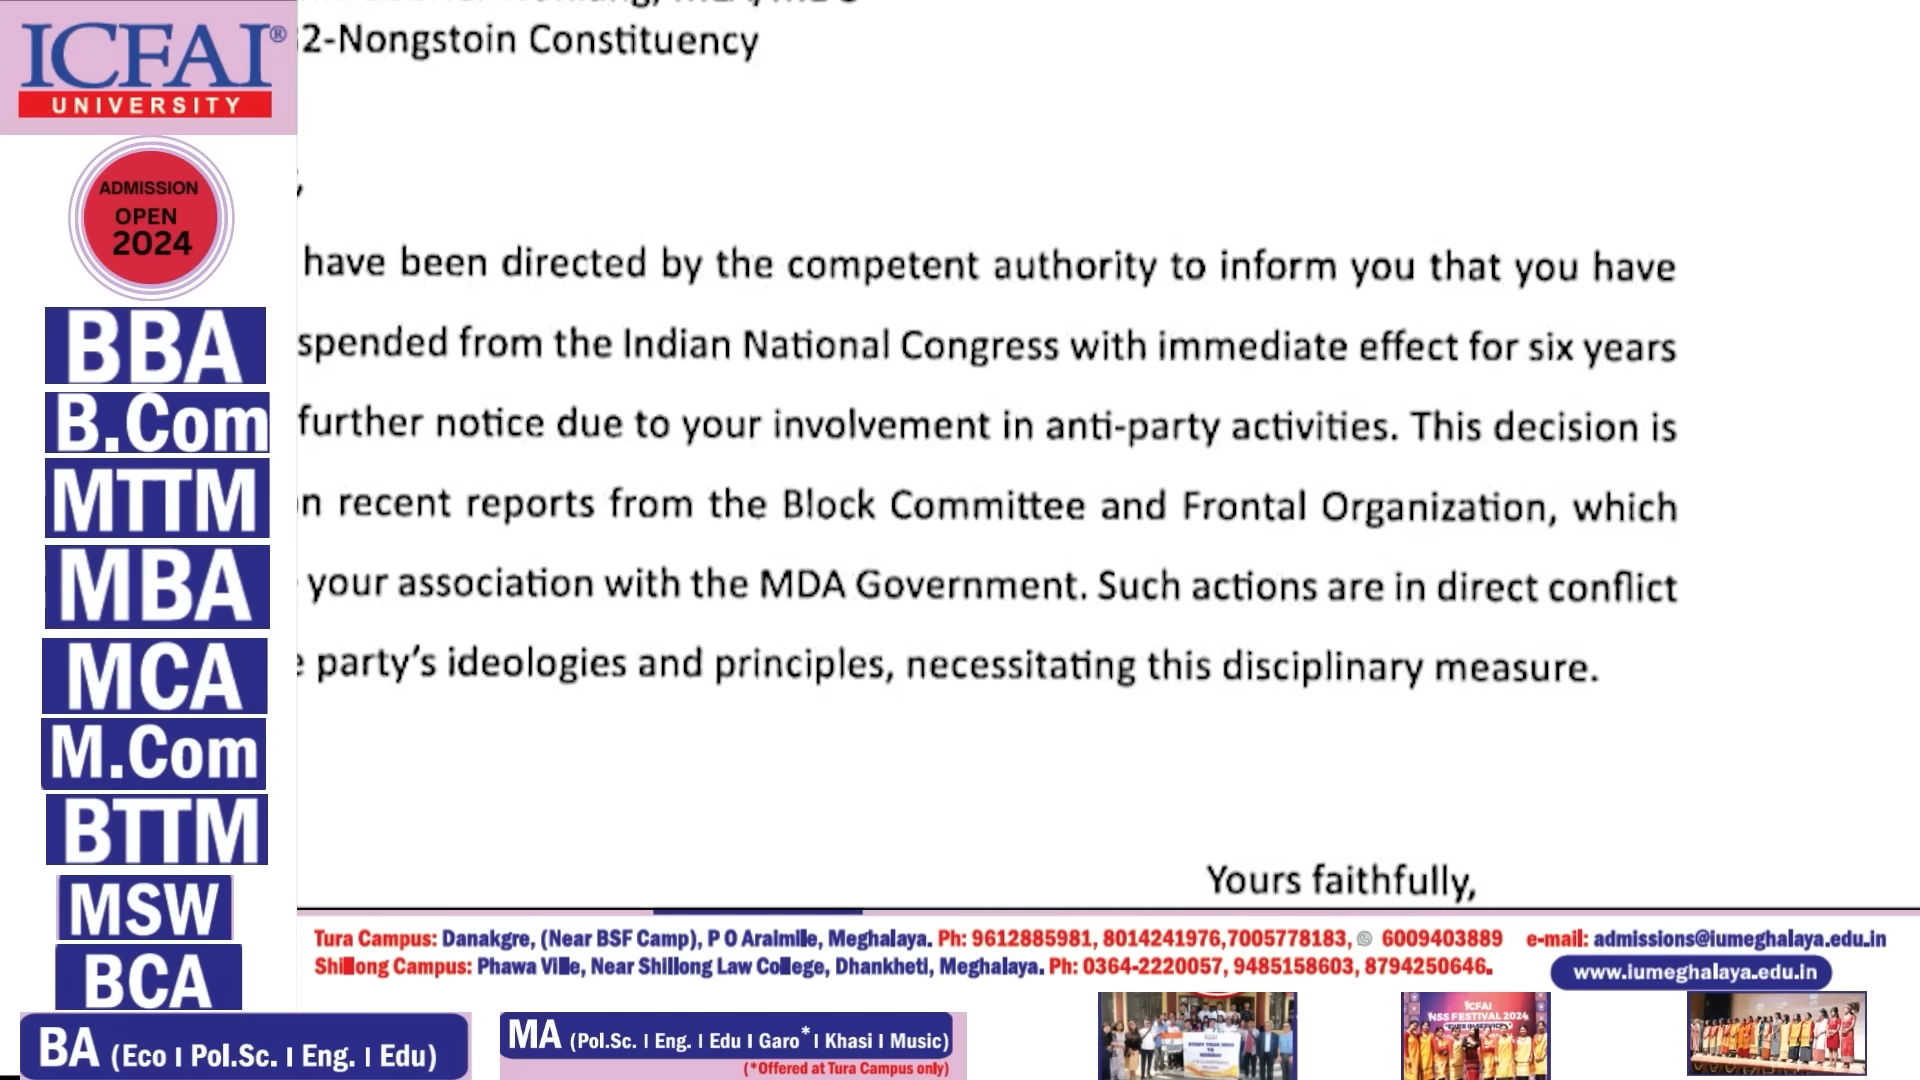 2-Nongstoin Constituency
have been directed by the competent authority to inform you that you have
spended from the Indian National Congress with immediate effect for six years
further notice due to your involvement in anti-party activities. This decision is
n recent reports from the Block Committee and Frontal Organization, which
your association with the MDA Government. Such actions are in direct conflict
e party's ideologies and principles, necessitating this disciplinary measure.
Yours faithfully,
ICFAI®
UNIVERSITY
ADMISSION
OPEN
2024
BBA
B.Com
MTTM
MBA
MCA
M.Com
BTTM
MSW
BCA
BA (Eco I Pol.Sc. I Eng. I Edu)
MA (Pol.Sc. I Eng. I Edu I Garo* I Khasi I Music)
(*Offered at Tura Campus only)
Tura Campus: Danakgre, (Near BSF Camp), P O Araimile, Meghalaya. Ph: 9612885981, 8014241976,7005778183, 6009403889 e-mail: admissions@iumeghalaya.edu.in
Shillong Campus: Phawa Ville, Near Shillong Law College, Dhankheti, Meghalaya. Ph: 0364-2220057, 9485158603, 8794250646.
www.iumeghalaya.edu.in
ICFAI
NSS FESTIVAL 2024